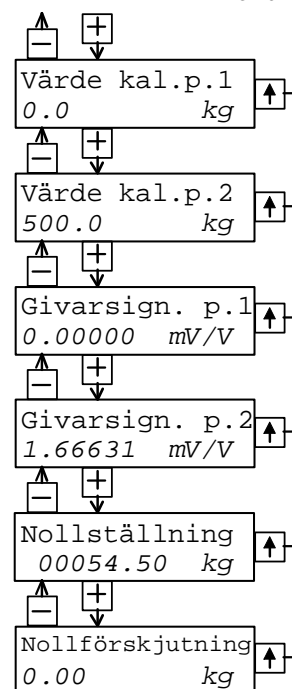 Värde kal.p.1
0.0 kg
Värde kal.p.2
500.0 kg
Givarsign. p.1
0.00000 mV/V
Givarsign. p.2
1.66631 mV/V
Nollställning
00054.50 kg
Nollförskjutning
0.00 kg